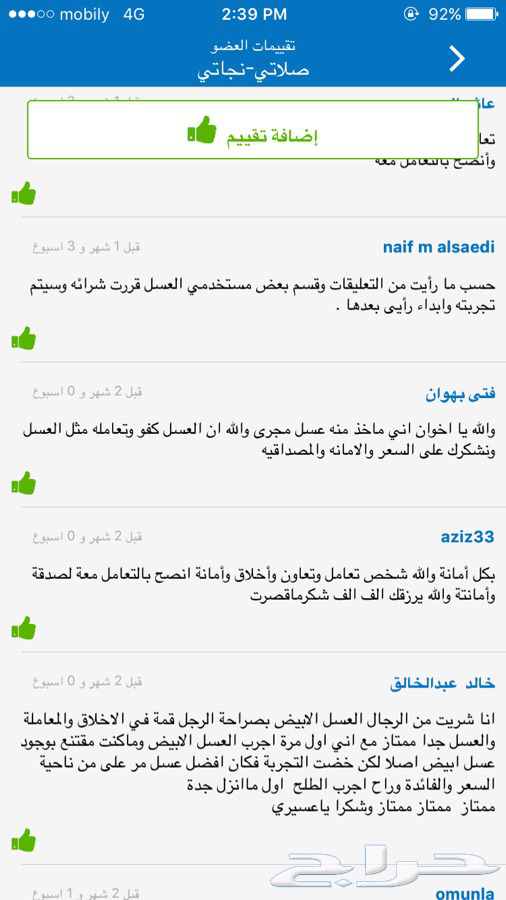 mobily 4G 2:39 PM 92%
تقييمات العضو
صلاتي-نجاتي
إضافة تقييم
وأنصح بالتعامل معه
naif m alsaedi قبل 1 شهر و 3 اسبوع
حسب ما رأيت من التعليقات وقسم بعض مستخدمي العسل قررت شرائه وسيتم
تجربته وابداء رأيي بعدها .
فتى بهوان قبل 2 شهر و 0 اسبوع
والله يا اخوان اني ماخذ منه عسل مجرى والله ان العسل كفو وتعامله مثل العسل
ونشكرك على السعر والامانه والمصداقيه
aziz33 قبل 2 شهر و 0 اسبوع
بكل أمانة والله شخص تعامل وتعاون وأخلاق وأمانة انصح بالتعامل معة لصدقة
وأمانتة والله يرزقك الف الف شكرماقصرت
خالد عبدالخالق قبل 2 شهر و 0 اسبوع
انا شريت من الرجال العسل الابيض بصراحة الرجل قمة في الاخلاق والمعاملة
والعسل جدا ممتاز مع اني اول مرة اجرب العسل الابيض وماكنت مقتنع بوجود
عسل ابيض اصلا لكن خضت التجربة فكان افضل عسل مر على من ناحية
السعر والفائدة وراح اجرب الطلح اول ماانزل جدة
ممتاز ممتاز ممتاز وشكرا ياعسيري
حراج
omunla قبل 2 شهر و 1 اسبوع